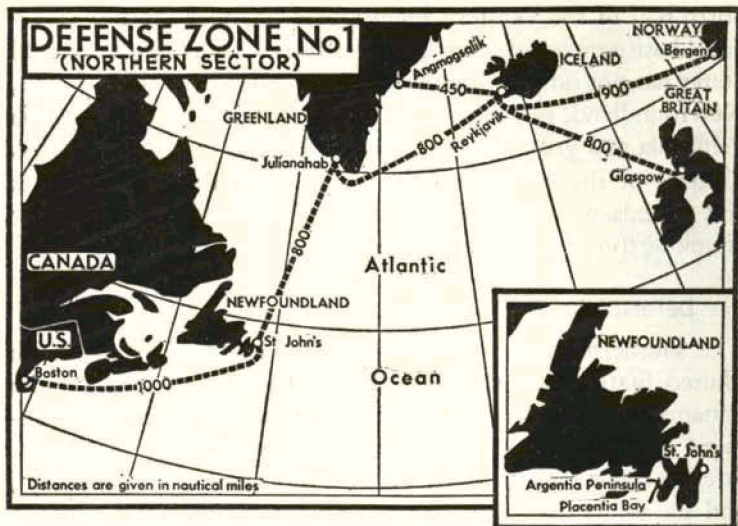 DEFENSE ZONE No1
(NORTHERN SECTOR)
NORWAY
Bergen
ICELAND
Angmagsalik
450
900
GREAT
BRITAIN
GREENLAND
Reykjavik
800
800
Julianahab
Glasgow
800
Atlantic
CANADA
NEWFOUNDLAND
U.S.
St John's
Boston
1000
Ocean
NEWFOUNDLAND
St. John's
Argentia Peninsula
Placentia Bay
Distances are given in nautical miles